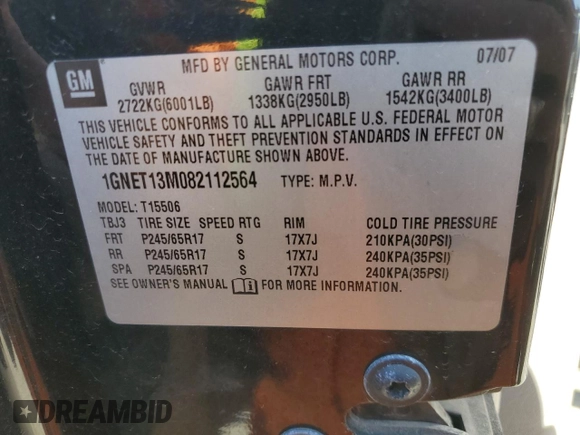 MFD BY GENERAL MOTORS CORP. 07/07
GM
GVWR GAWR FRT GAWR RR
2722KG(6001LB) 1338KG(2950LB) 1542KG(3400LB)
THIS VEHICLE CONFORMS TO ALL APPLICABLE U.S. FEDERAL MOTOR
VEHICLE SAFETY AND THEFT PREVENTION STANDARDS IN EFFECT ON
THE DATE OF MANUFACTURE SHOWN ABOVE.
1GNET13M082112564 TYPE: M.P.V.
MODEL: T15506
TBJ3 TIRE SIZE SPEED RTG RIM COLD TIRE PRESSURE
FRT P245/65R17 S 17X7J 210KPA(30PSI)
RR P245/65R17 S 17X7J 240KPA(35PSI)
SPA P245/65R17 S 17X7J 240KPA(35PSI)
SEE OWNER'S MANUAL FOR MORE INFORMATION.
DREAMBID